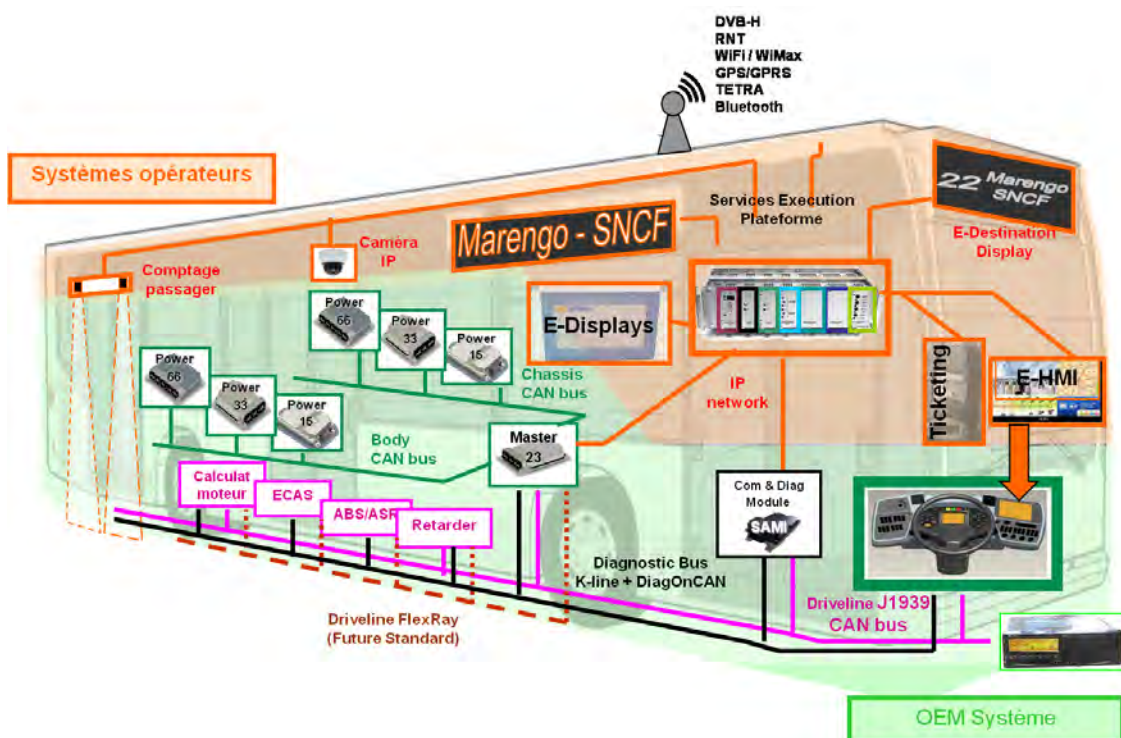 DVB-H
RNT
WiFi / WiMax
GPS/GPRS
TETRA
Bluetooth
Systèmes opérateurs
Services Execution
Plateforme
22 Marengo
SNCF
E-Destination
Display
Marengo - SNCF
Caméra
IP
Comptage
passager
Power
66
Power
33
Power
15
Chassis
CAN bus
E-Displays
IP
network
Ticketing
E-HMI
Power
66
Power
33
Power
15
Body
CAN bus
Master
23
Calculat
moteur
ECAS
ABS/ASR
Retarder
Com & Diag
Module
SAMI
Diagnostic Bus
K-line + DiagOnCAN
Driveline J1939
CAN bus
Driveline FlexRay
(Future Standard)
OEM Système